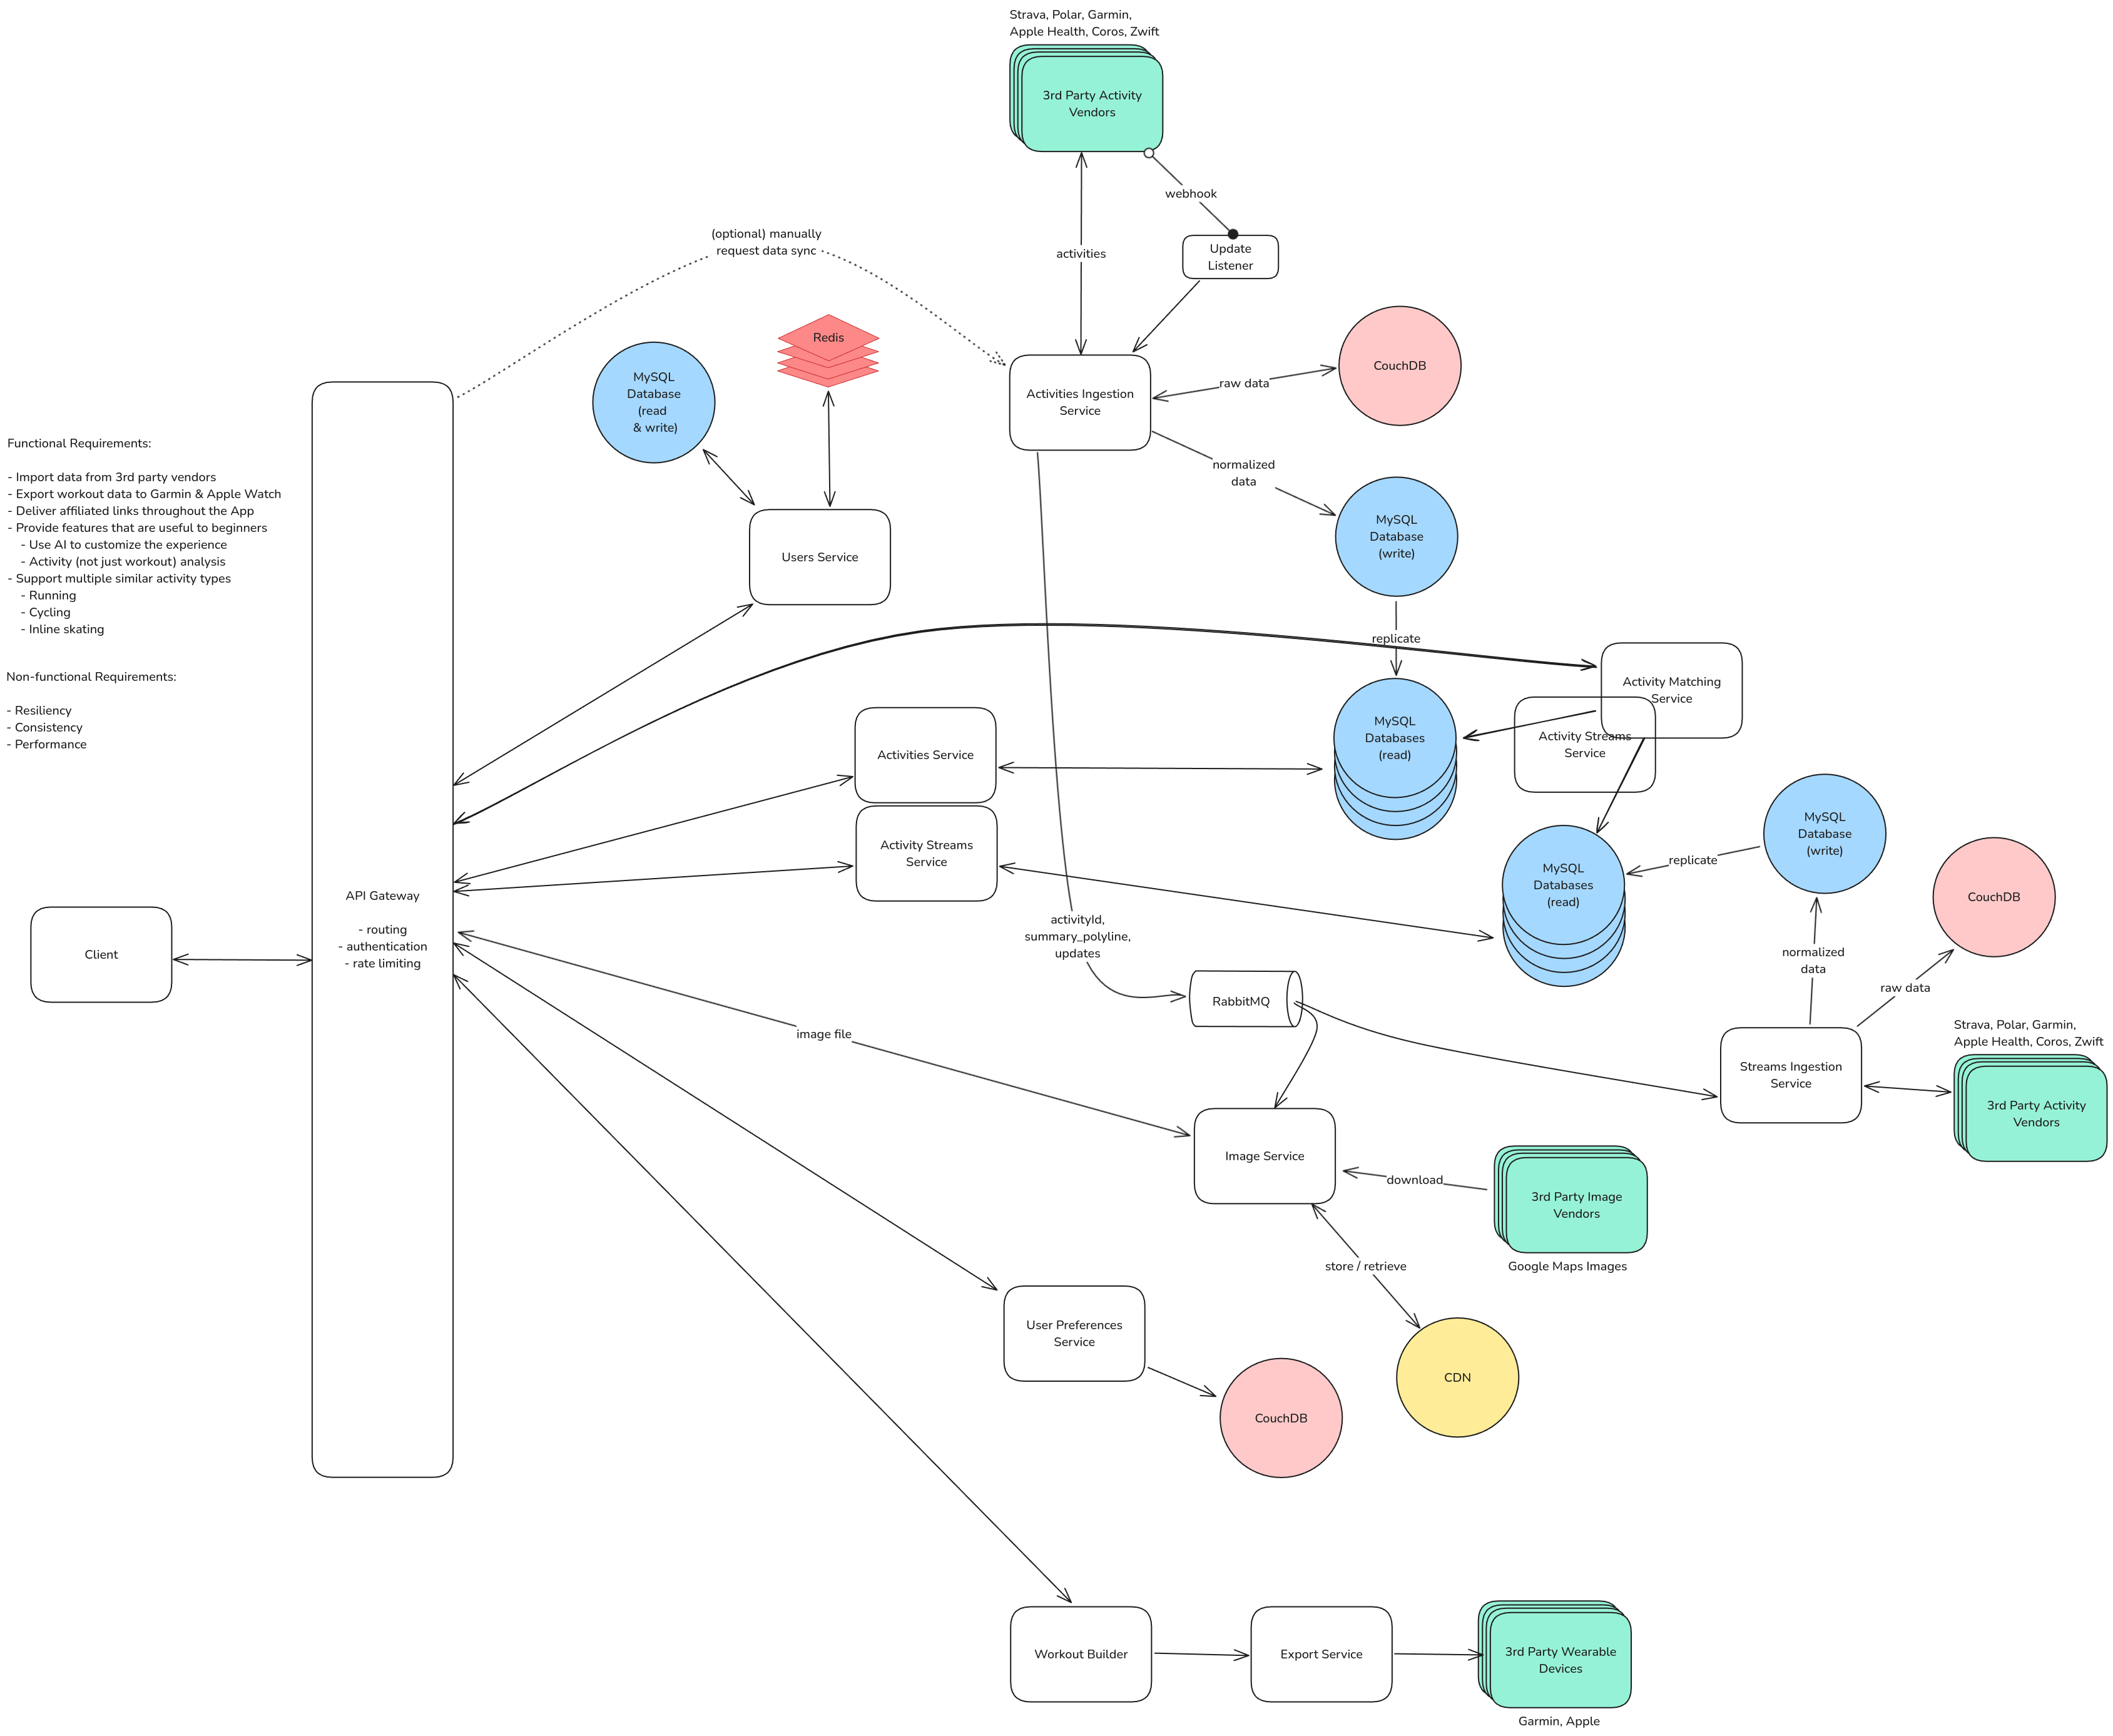 Strava, Polar, Garmin,
Apple Health, Coros, Zwift
3rd Party Activity
Vendors
webhook
(optional) manually
request data sync
activities
Update
Listener
Redis
MySQL
Database
(read
& write)
CouchDB
Activities Ingestion
Service
raw data
Functional Requirements:
- Import data from 3rd party vendors
- Export workout data to Garmin & Apple Watch
- Deliver affiliated links throughout the App
- Provide features that are useful to beginners
- Use AI to customize the experience
- Activity (not just workout) analysis
- Support multiple similar activity types
- Running
- Cycling
- Inline skating
Non-functional Requirements:
- Resiliency
- Consistency
- Performance
normalized
data
MySQL
Database
(write)
Users Service
replicate
Activity Matching
Service
MySQL
Databases
(read)
Activity Streams
Service
Activities Service
Activity Streams
Service
MySQL
Database
(write)
replicate
MySQL
Databases
(read)
CouchDB
API Gateway
- routing
- authentication
- rate limiting
Client
activityId,
summary_polyline,
updates
normalized
data
raw data
RabbitMQ
image file
Strava, Polar, Garmin,
Apple Health, Coros, Zwift
Streams Ingestion
Service
3rd Party Activity
Vendors
Image Service
download
3rd Party Image
Vendors
Google Maps Images
store / retrieve
User Preferences
Service
CDN
CouchDB
Workout Builder
Export Service
3rd Party Wearable
Devices
Garmin, Apple